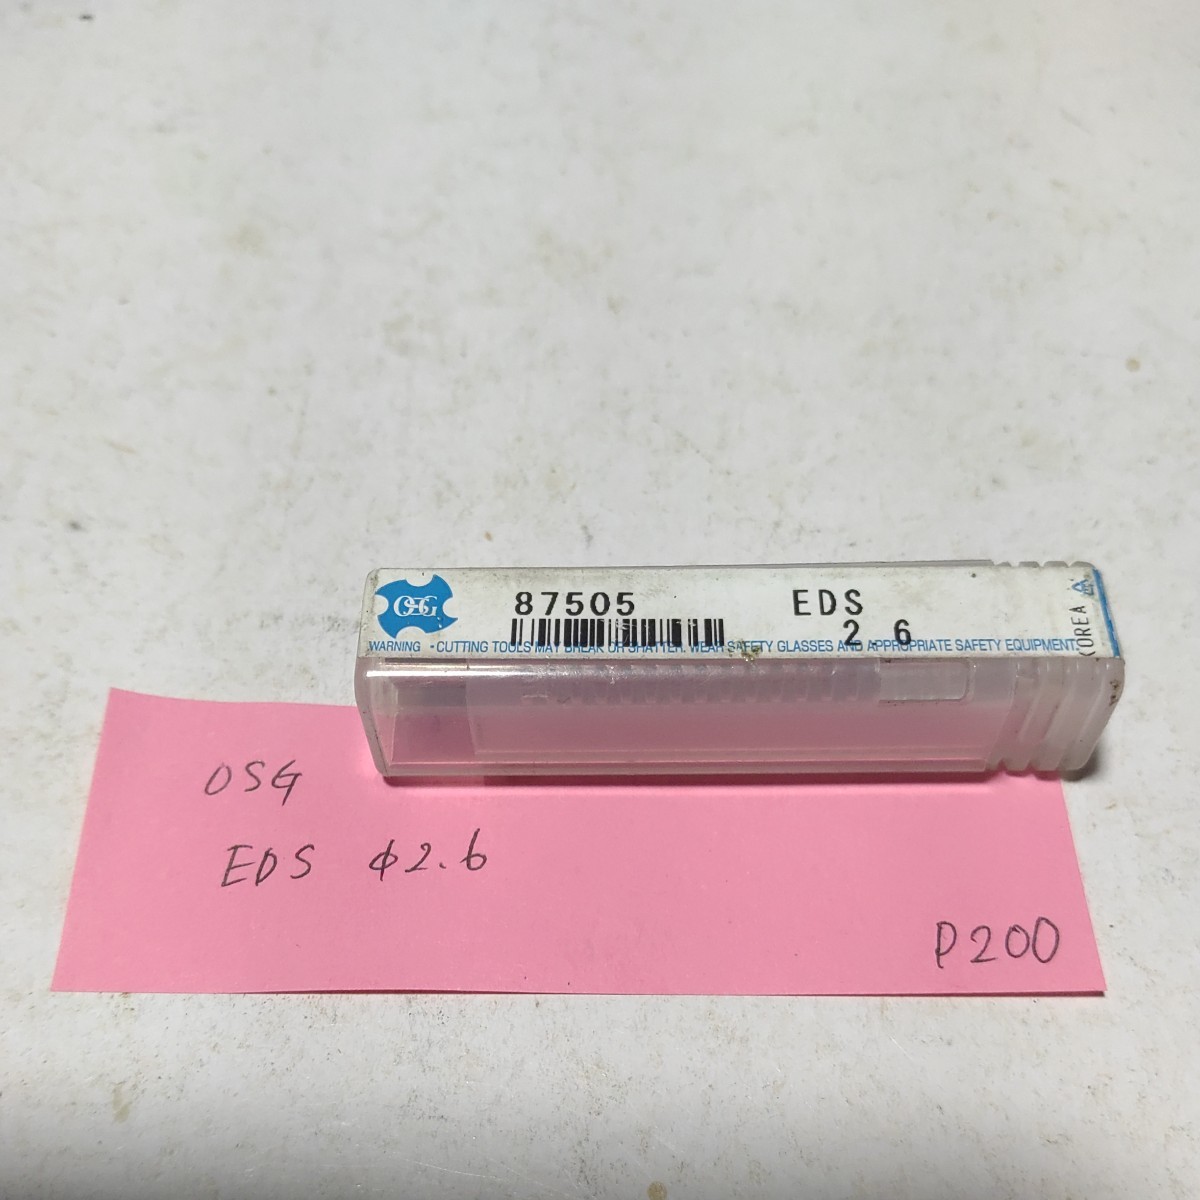 OSG
87505 EDS
2 6
WARNING • CUTTING TOOLS MAY BREAK OR SHATTER. WEAR SAFETY GLASSES AND APPROPRIATE SAFETY EQUIPMENTS
KOREA
OSG
EDS φ2.6
P200